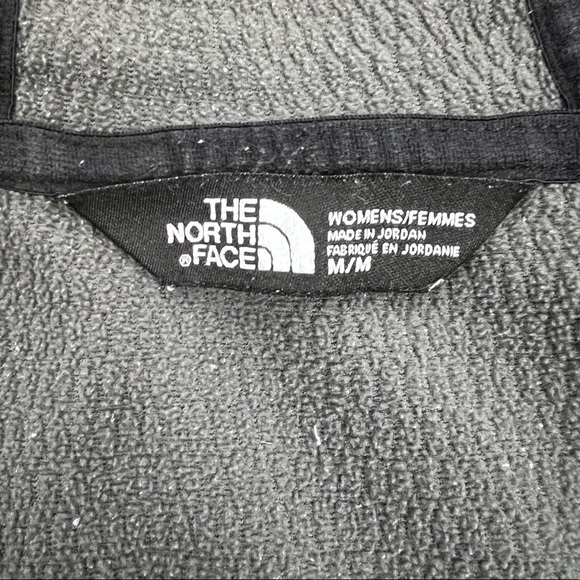 THE
NORTH
FACE®
WOMENS/FEMMES
MADE IN JORDAN
FABRIQUÉ EN JORDANIE
M/M